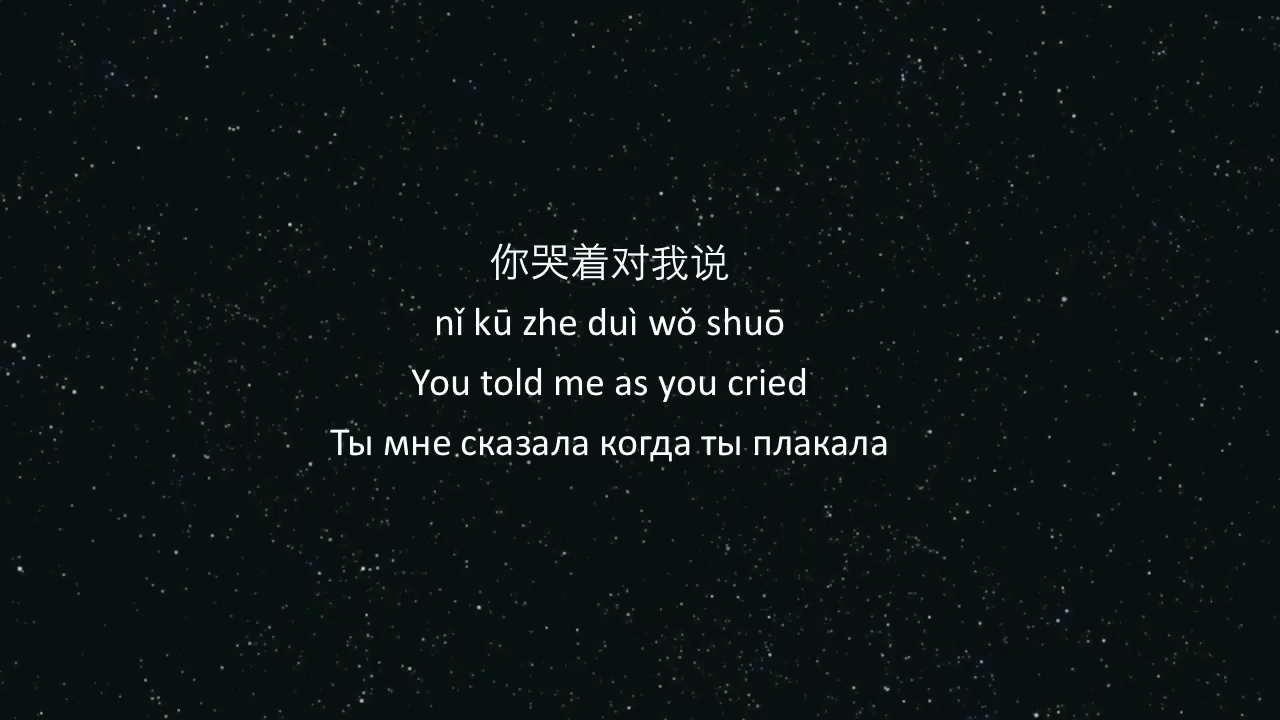 你哭着对我说
nǐ kū zhe duì wǒ shuō
You told me as you cried
Ты мне сказала когда ты плакала